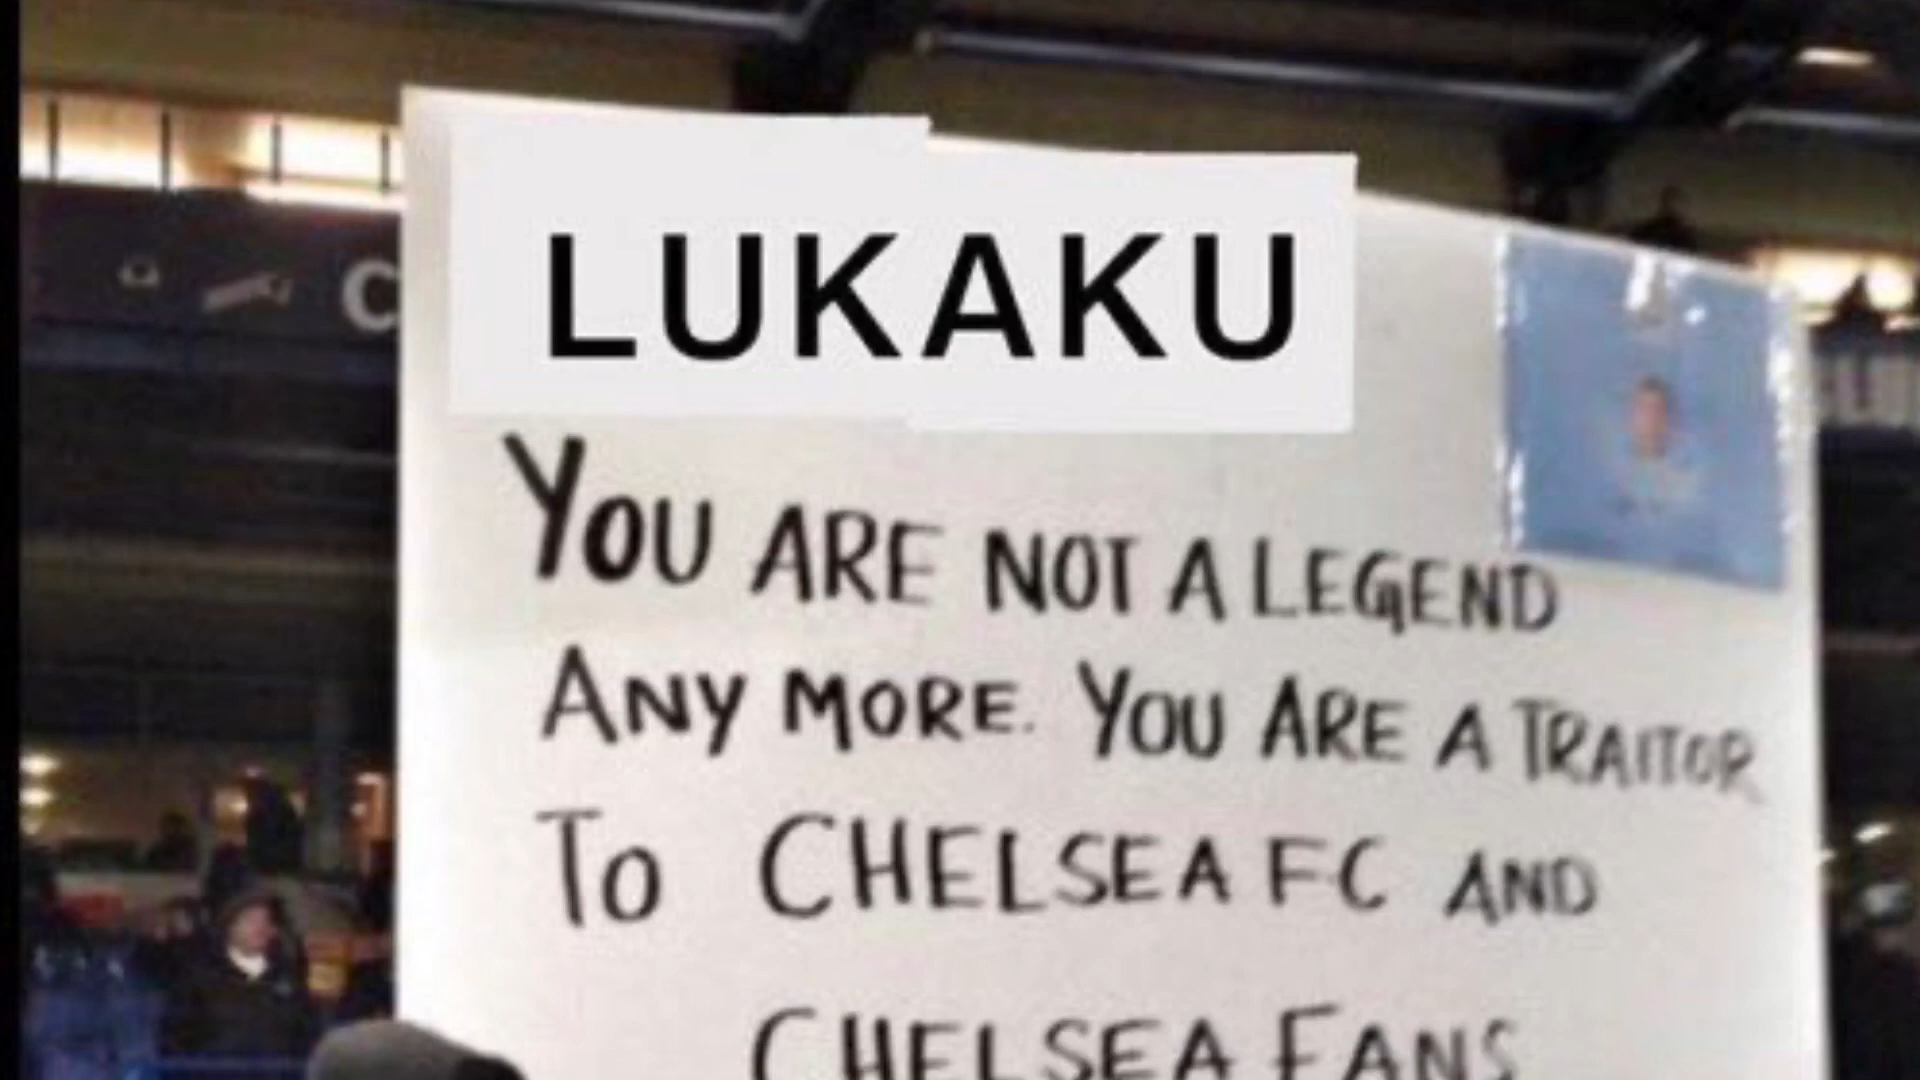 LUKAKU
YOU ARE NOT A LEGEND
ANY MORE. YOU ARE A TRAITOR
TO CHELSEA FC AND
CHELSEA FANS